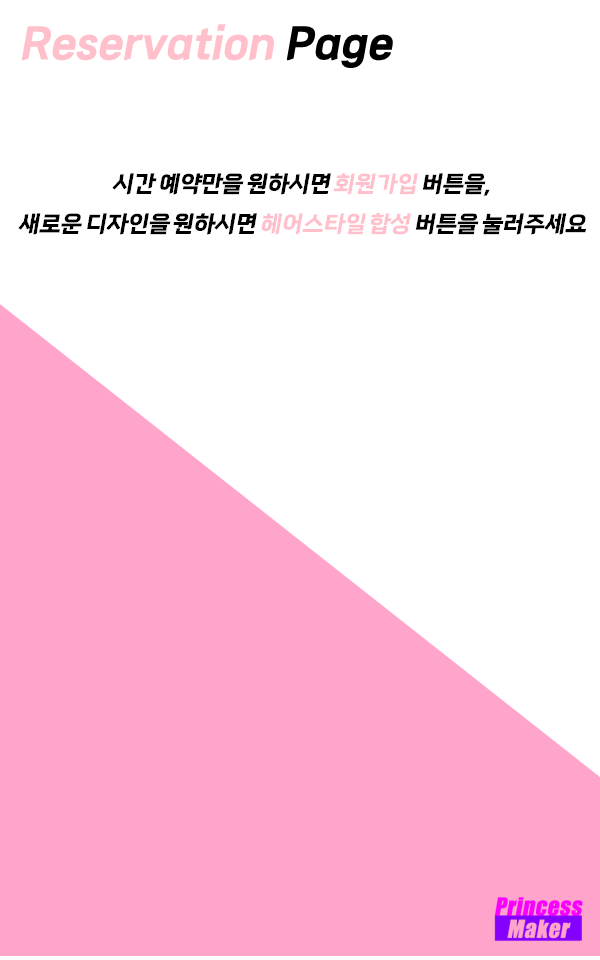 Reservation Page
시간 예약만을 원하시면 회원가입 버튼을,
새로운 디자인을 원하시면 헤어스타일 합성 버튼을 눌러주세요
Princess
Maker